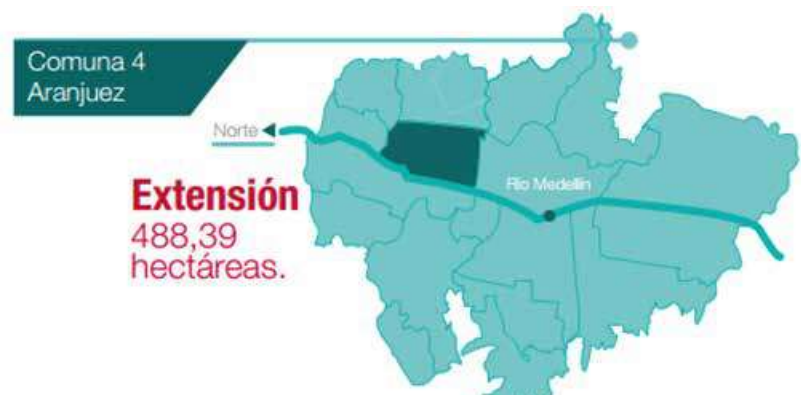 Comuna 4
Aranjuez
Norte
Río Medellín
Extensión
488,39
hectáreas.